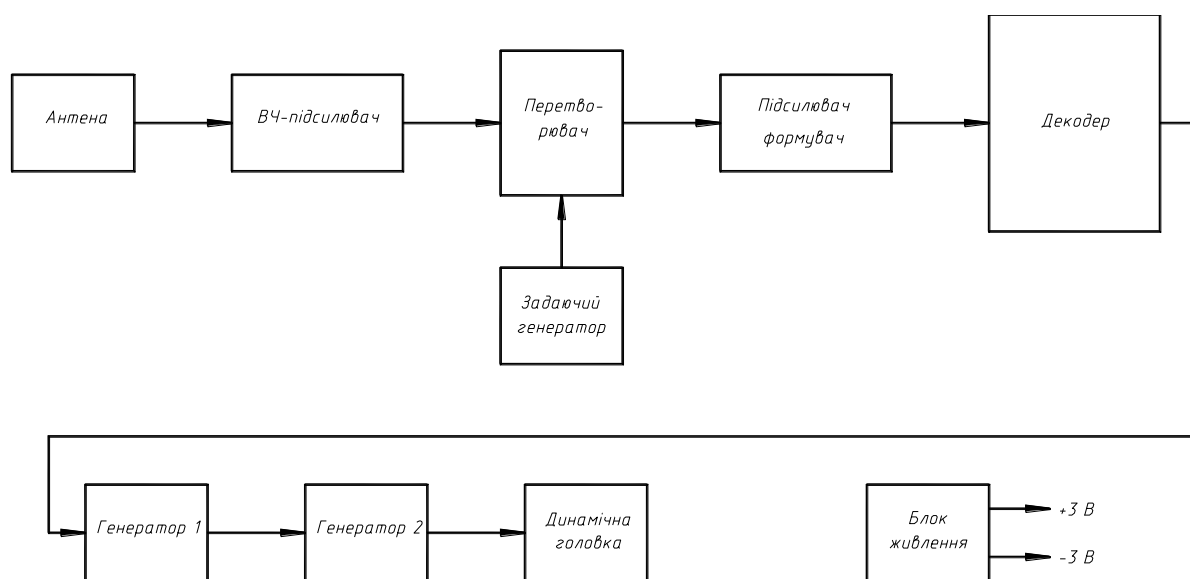 Антена
ВЧ-підсилювач
Перетво-
рювач
Підсилювач
формувач
Декодер
Задаючий
генератор
Генератор 1
Генератор 2
Динамічна
головка
Блок
живлення
+3 В
-3 В